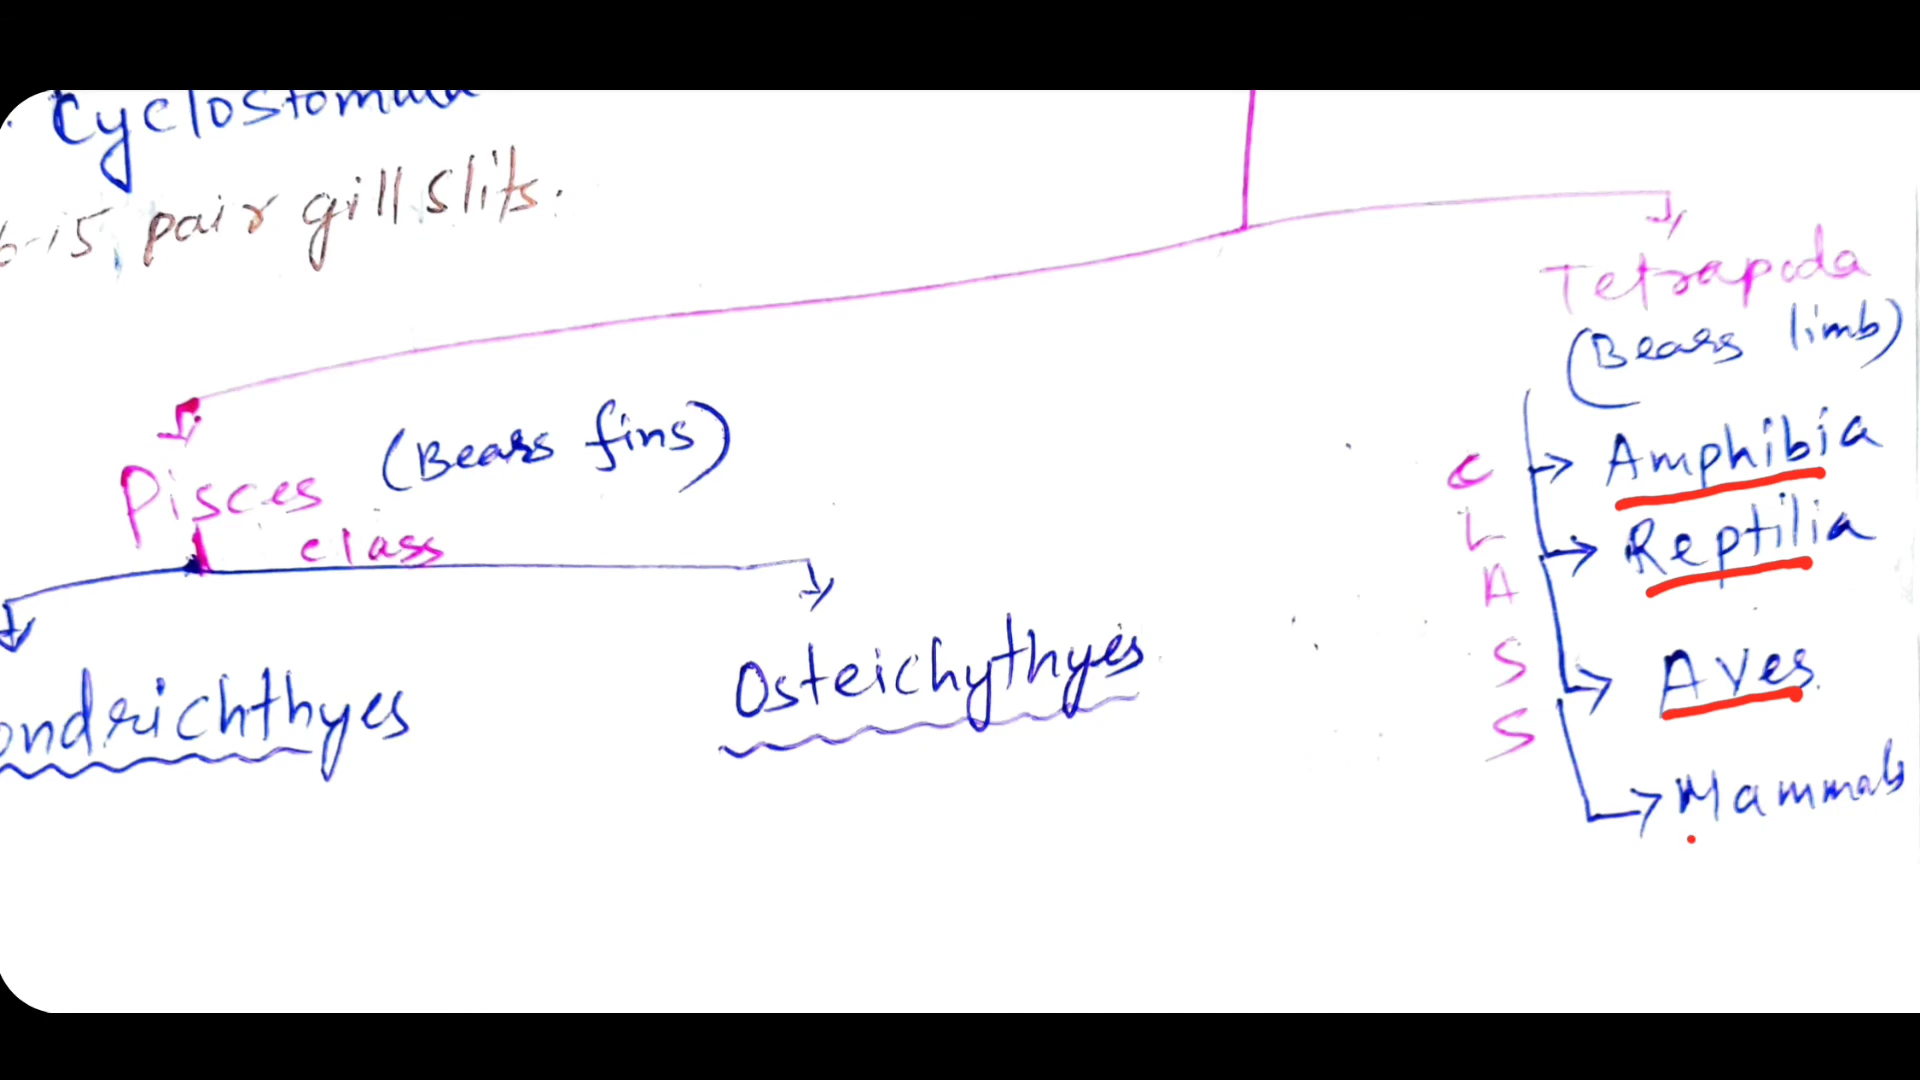 Cyclostomata
6-15 pair gill slits.
Tetrapoda
(Bears limb)
Pisces (Bears fins)
class
ondrichthyes
Osteichythyes
CLASS
Amphibia
Reptilia
Aves
Mammals